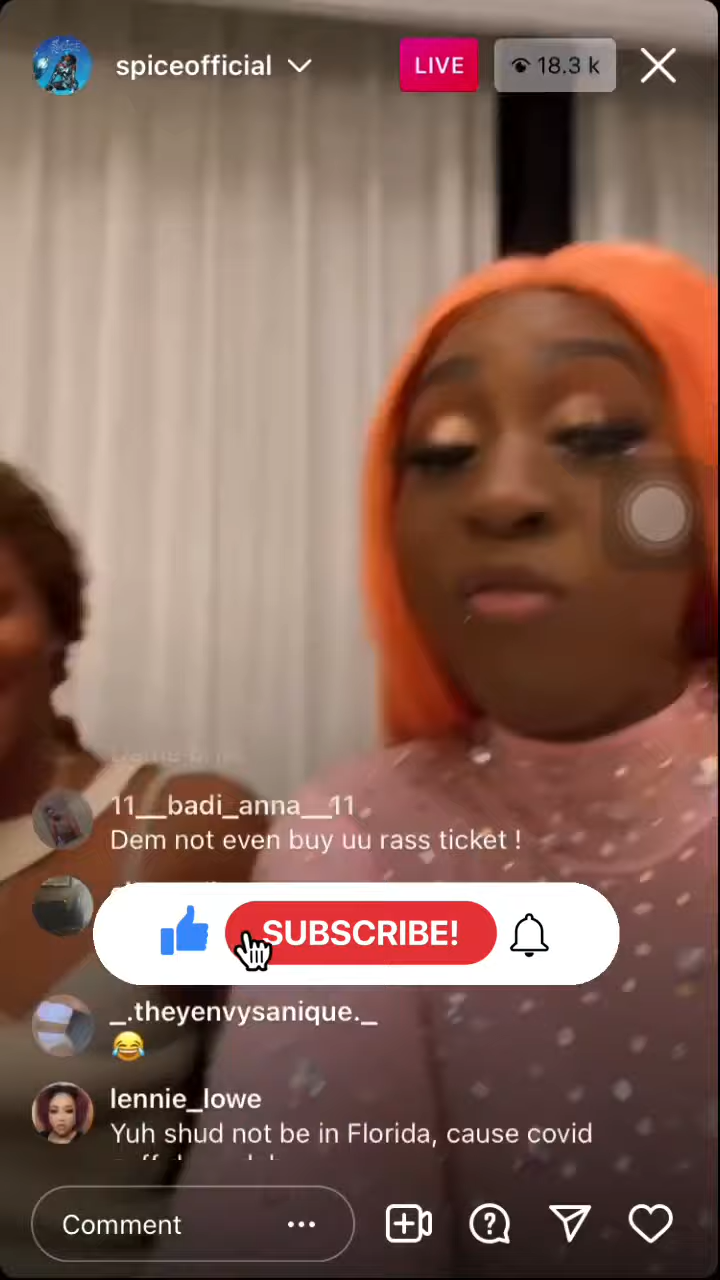 spiceofficial
LIVE
18.3 k
11__badi_anna__11
Dem not even buy uu rass ticket !
SUBSCRIBE!
_.theyenvysanique._
😂
lennie_lowe
Yuh shud not be in Florida, cause covid
Comment